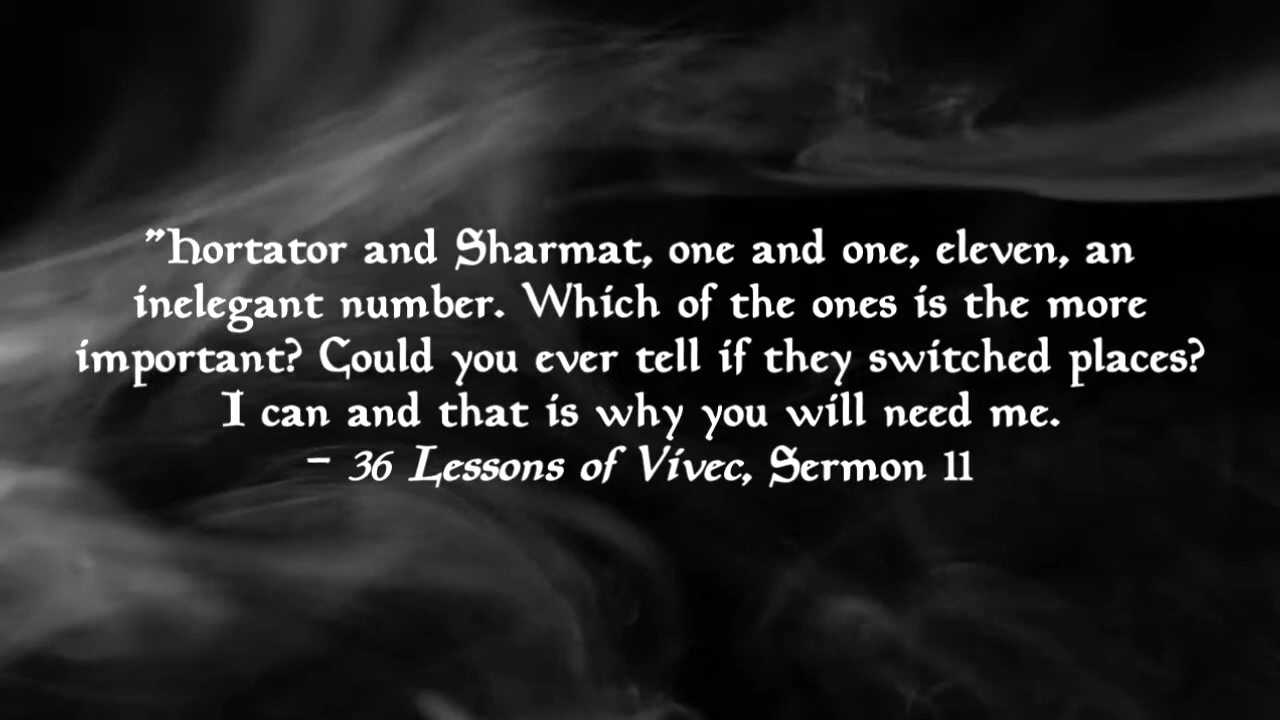 "Hortator and Sharmat, one and one, eleven, an
inelegant number. Which of the ones is the more
important? Could you ever tell if they switched places?
I can and that is why you will need me.
- 36 Lessons of Vivec, Sermon 11